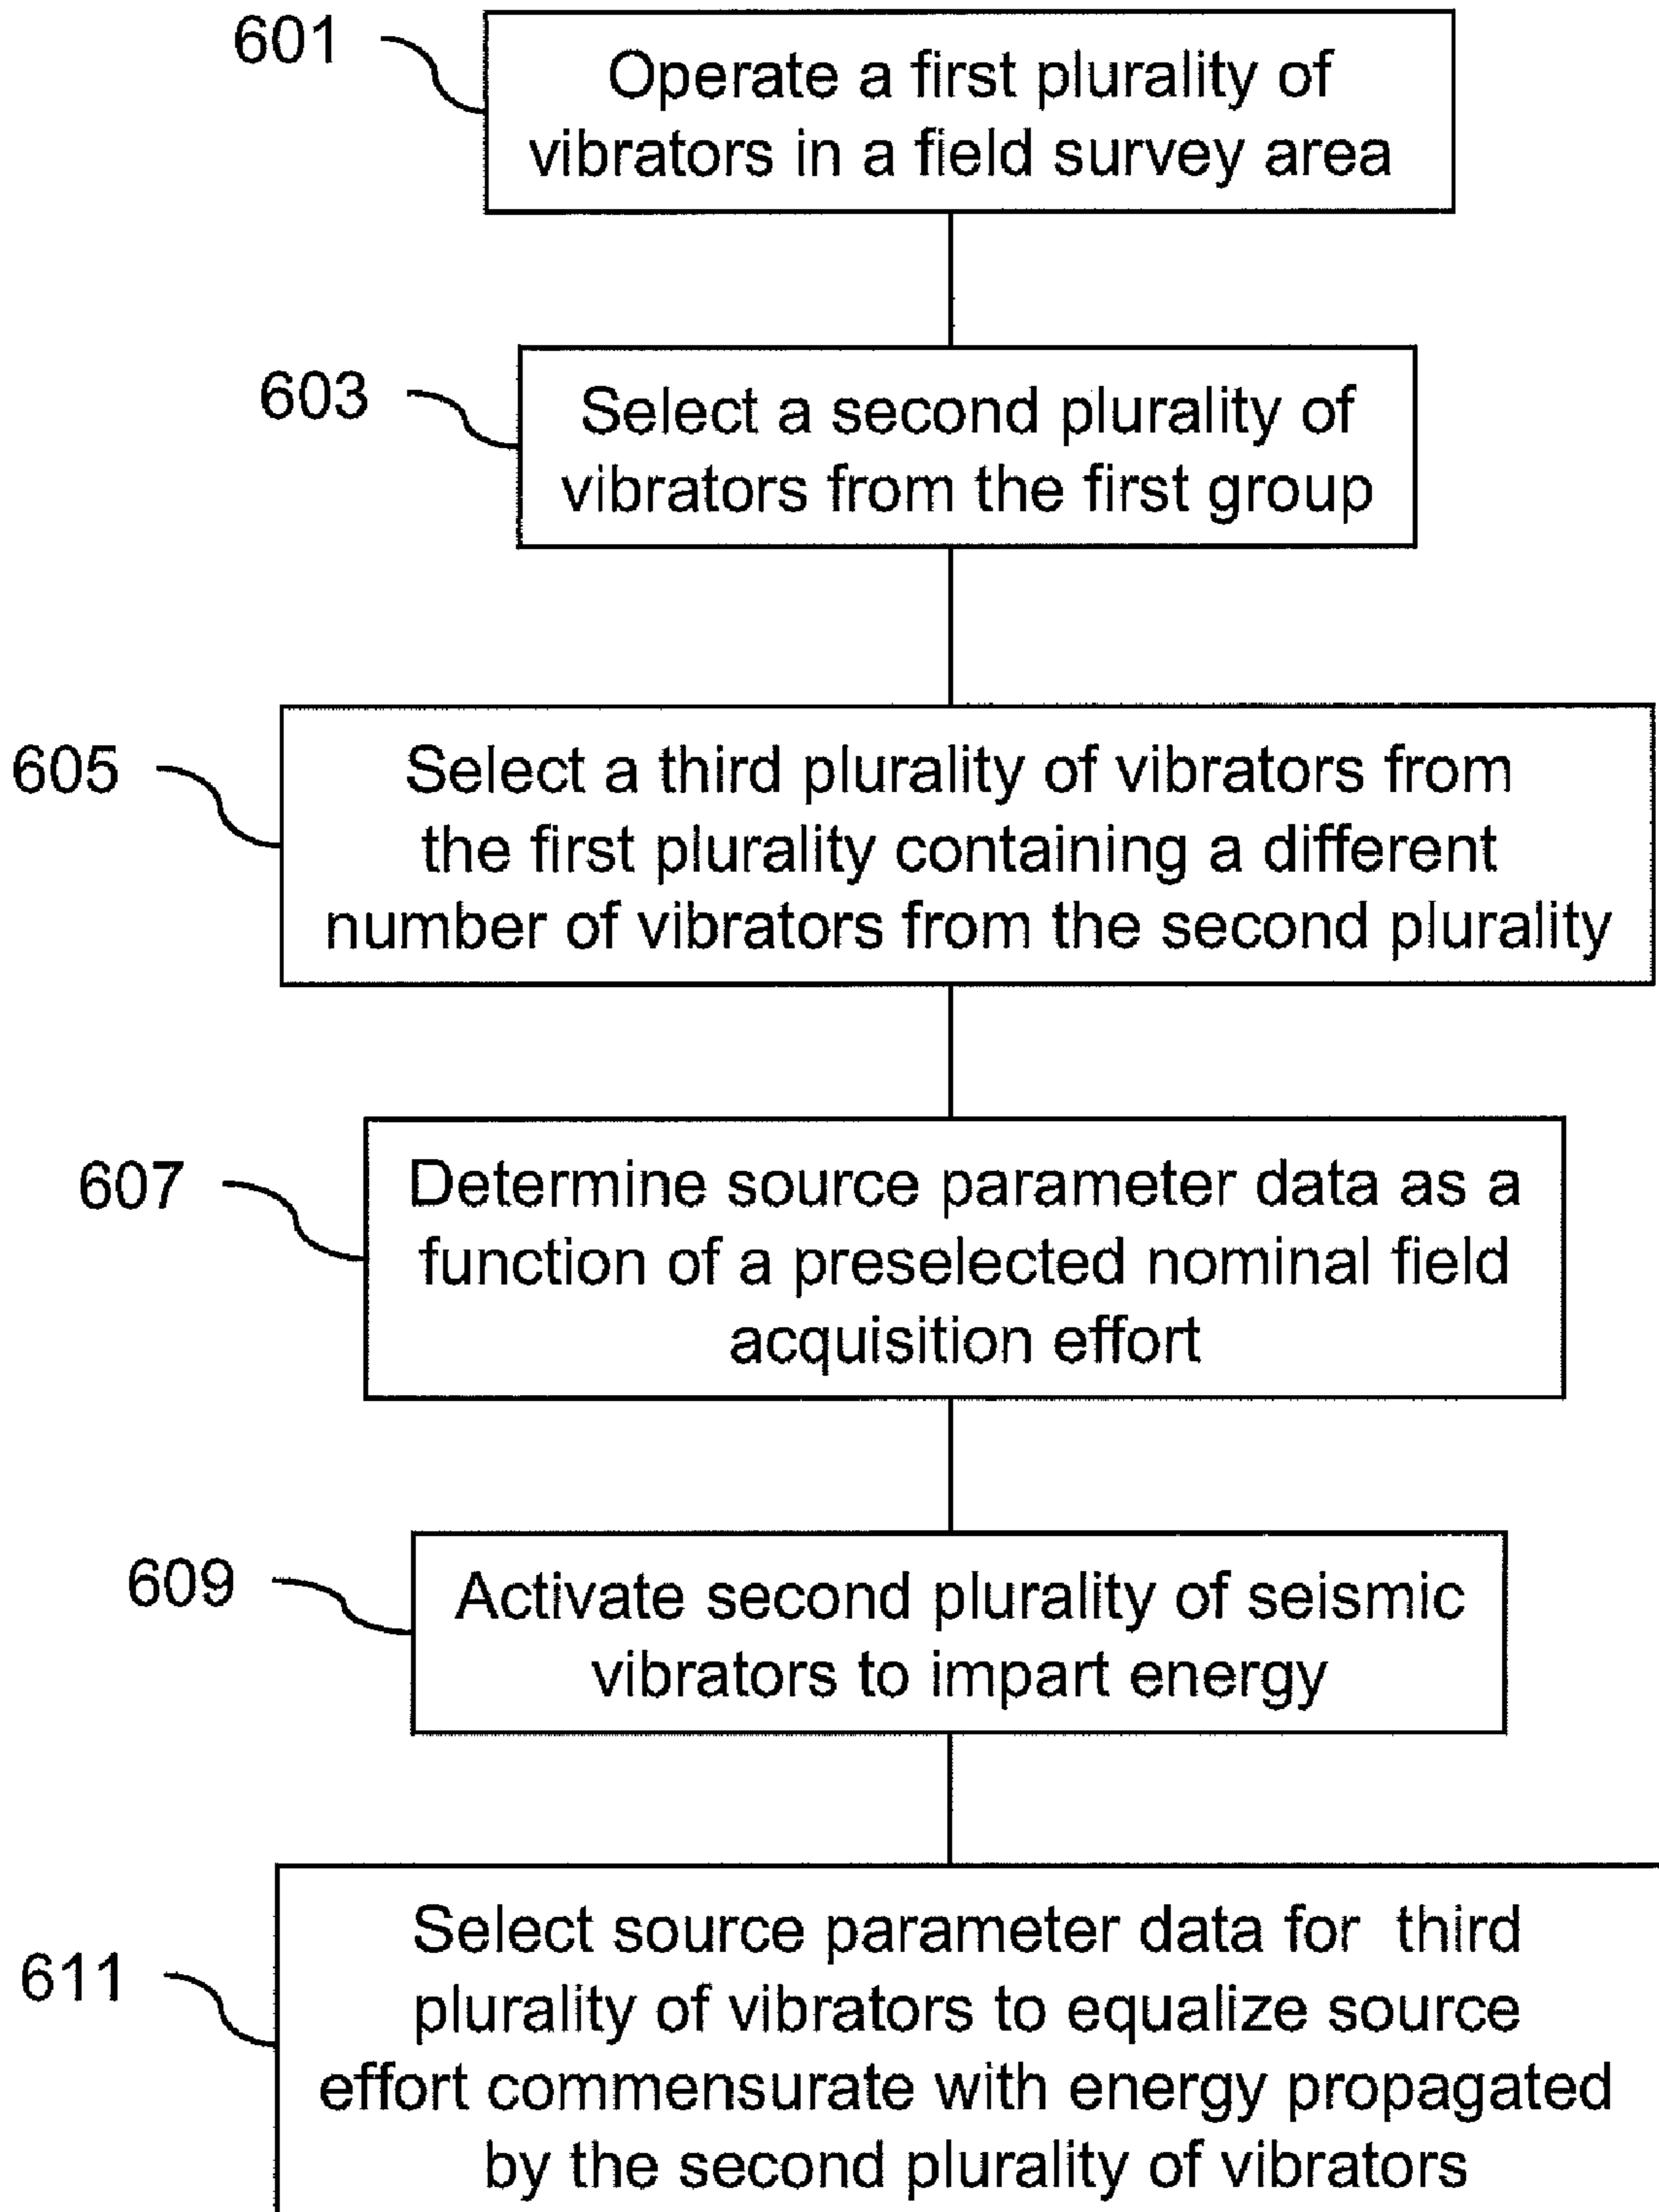 601
Operate a first plurality of
vibrators in a field survey area
603
Select a second plurality of
vibrators from the first group
605
Select a third plurality of vibrators from
the first plurality containing a different
number of vibrators from the second plurality
607
Determine source parameter data as a
function of a preselected nominal field
acquisition effort
609
Activate second plurality of seismic
vibrators to impart energy
611
Select source parameter data for third
plurality of vibrators to equalize source
effort commensurate with energy propagated
by the second plurality of vibrators